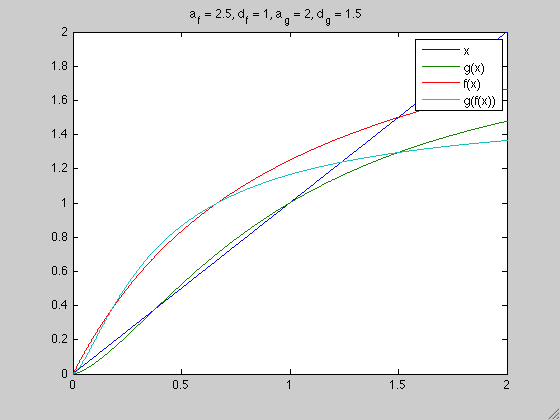 a_f = 2.5, d_f = 1, a_g = 2, d_g = 1.5
2
1.8
1.6
1.4
1.2
1
0.8
0.6
0.4
0.2
0
x
g(x)
f(x)
g(f(x))
0 0.5 1 1.5 2